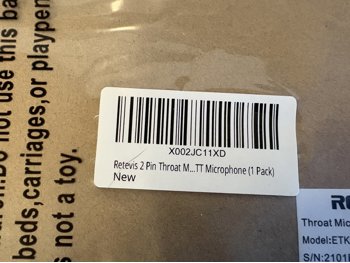 X002JC11XD
Retevis 2 Pin Throat M...TT Microphone (1 Pack)
New
not use this
beds, carriages, or playpen
not a toy.
Throat Mic
Model:ETK
S/N:2101